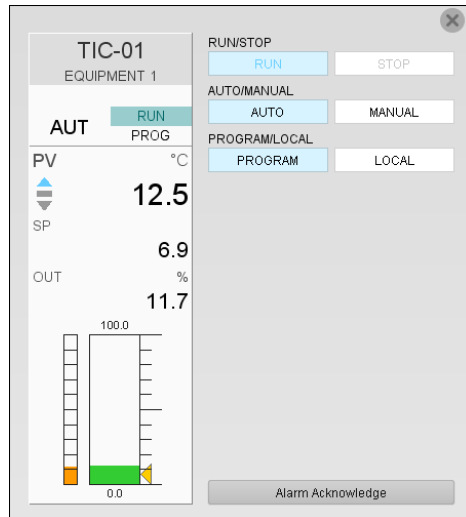 TIC-01
EQUIPMENT 1
AUT
RUN
PROG
PV °C
12.5
SP
6.9
OUT %
11.7
100.0
0.0
RUN/STOP
RUN STOP
AUTO/MANUAL
AUTO MANUAL
PROGRAM/LOCAL
PROGRAM LOCAL
Alarm Acknowledge